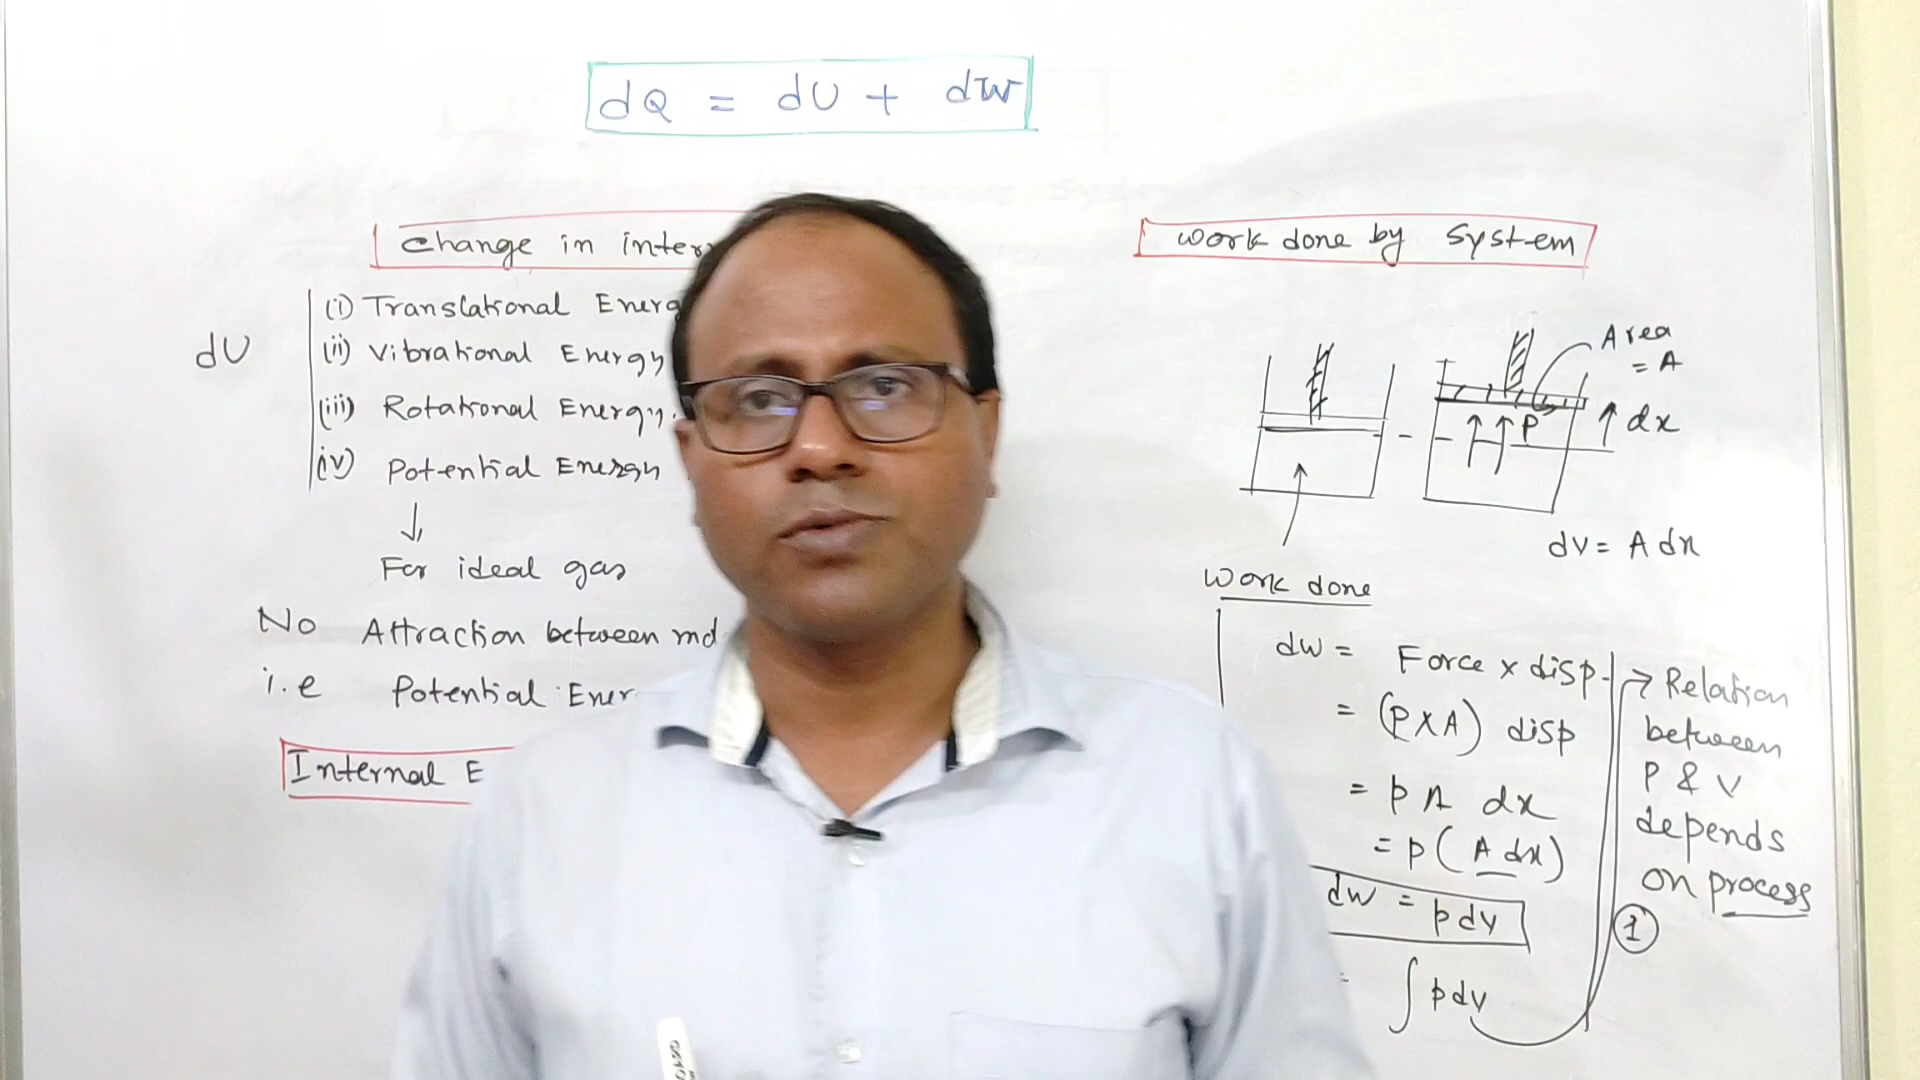 dQ = dU + dW
Change in inter
dU
(i) Translational Energ
(ii) Vibrational Energy
(iii) Rotational Energy.
(iv) Potential Energy
↓
For ideal gas
No Attraction between
i.e Potential Ener
Internal E
Work done by System
Area
= A
P
↑ dx
dv = A dx
Work done
dw = Force x disp.
= (P X A) disp
= p A dx
= p (A dx)
dw = p dv
= ∫ p dv
→ Relation
between
P & V
depends
on process
1